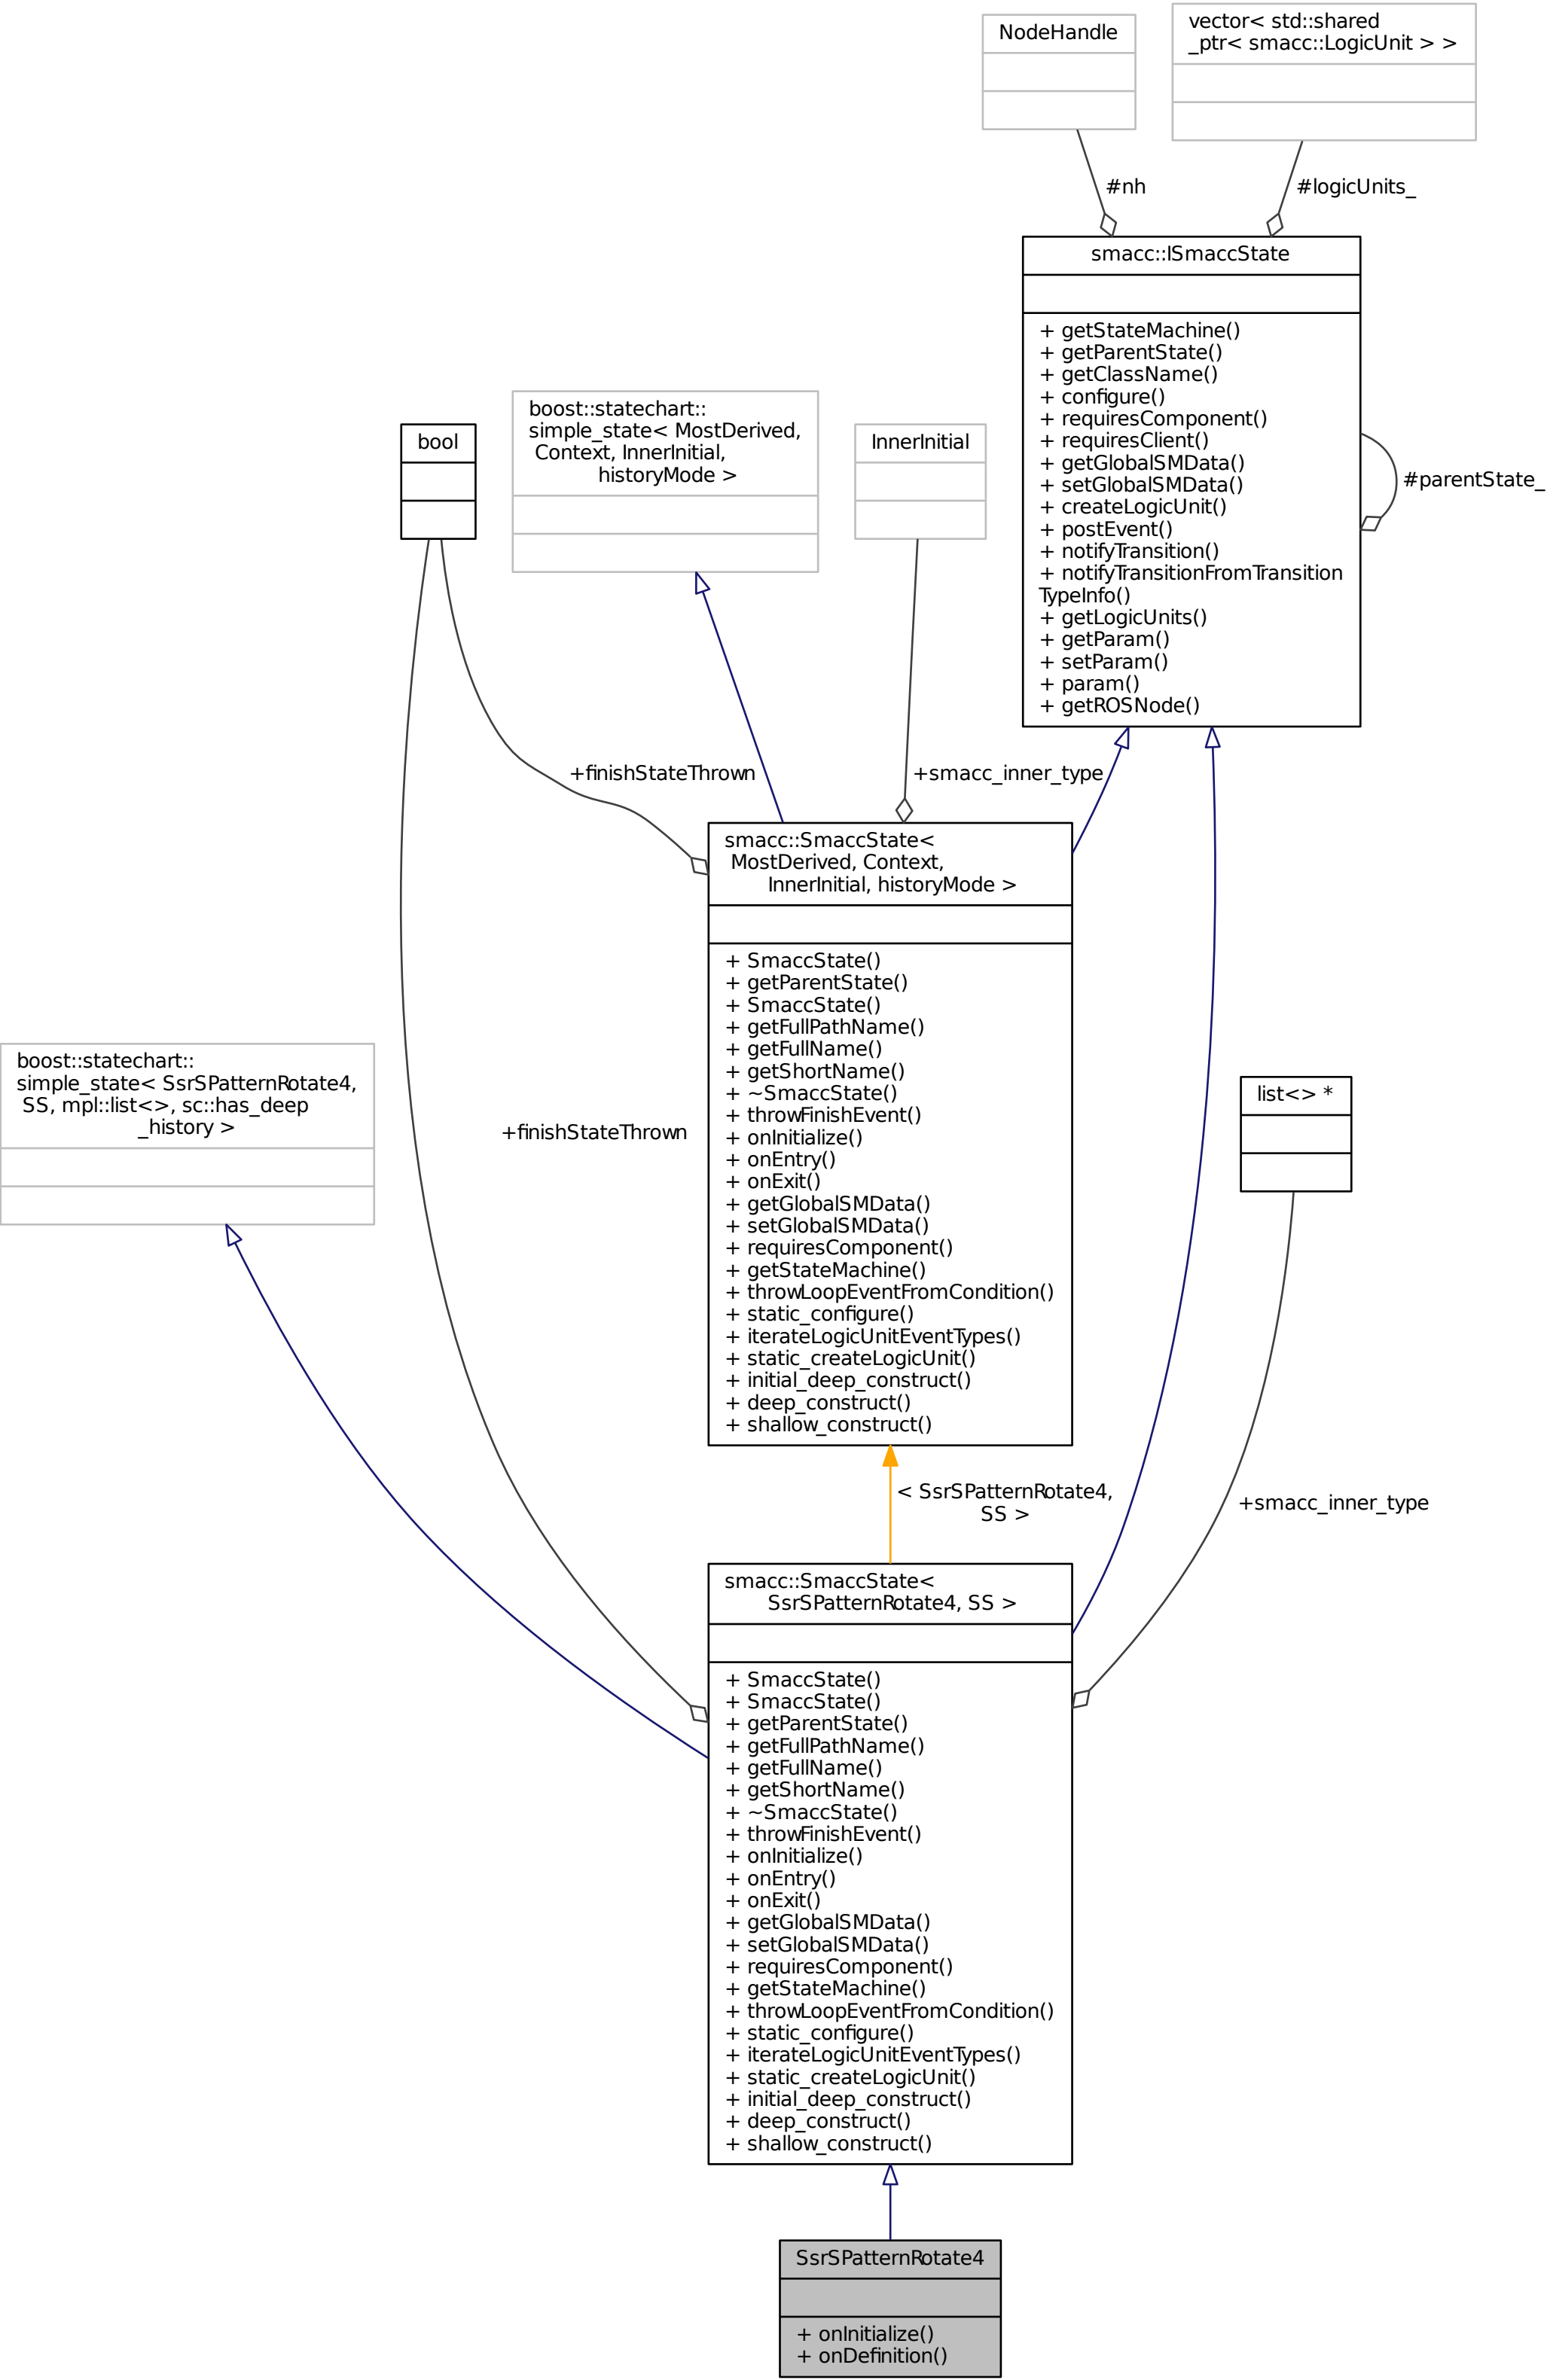 NodeHandle
vector< std::shared
_ptr< smacc::LogicUnit > >
#nh
#logicUnits_
smacc::ISmaccState
+ getStateMachine()
+ getParentState()
+ getClassName()
+ configure()
+ requiresComponent()
+ requiresClient()
+ getGlobalSMData()
+ setGlobalSMData()
+ createLogicUnit()
+ postEvent()
+ notifyTransition()
+ notifyTransitionFromTransition
TypeInfo()
+ getLogicUnits()
+ getParam()
+ setParam()
+ param()
+ getROSNode()
#parentState_
bool
boost::statechart::
simple_state< MostDerived,
Context, InnerInitial,
historyMode >
InnerInitial
+finishStateThrown
+smacc_inner_type
smacc::SmaccState<
MostDerived, Context,
InnerInitial, historyMode >
+ SmaccState()
+ getParentState()
+ SmaccState()
+ getFullPathName()
+ getFullName()
+ getShortName()
+ ~SmaccState()
+ throwFinishEvent()
+ onInitialize()
+ onEntry()
+ onExit()
+ getGlobalSMData()
+ setGlobalSMData()
+ requiresComponent()
+ getStateMachine()
+ throwLoopEventFromCondition()
+ static_configure()
+ iterateLogicUnitEventTypes()
+ static_createLogicUnit()
+ initial_deep_construct()
+ deep_construct()
+ shallow_construct()
boost::statechart::
simple_state< SsrSPatternRotate4,
SS, mpl::list<>, sc::has_deep
_history >
+finishStateThrown
list<> *
< SsrSPatternRotate4,
SS >
+smacc_inner_type
smacc::SmaccState<
SsrSPatternRotate4, SS >
+ SmaccState()
+ SmaccState()
+ getParentState()
+ getFullPathName()
+ getFullName()
+ getShortName()
+ ~SmaccState()
+ throwFinishEvent()
+ onInitialize()
+ onEntry()
+ onExit()
+ getGlobalSMData()
+ setGlobalSMData()
+ requiresComponent()
+ getStateMachine()
+ throwLoopEventFromCondition()
+ static_configure()
+ iterateLogicUnitEventTypes()
+ static_createLogicUnit()
+ initial_deep_construct()
+ deep_construct()
+ shallow_construct()
SsrSPatternRotate4
+ onInitialize()
+ onDefinition()